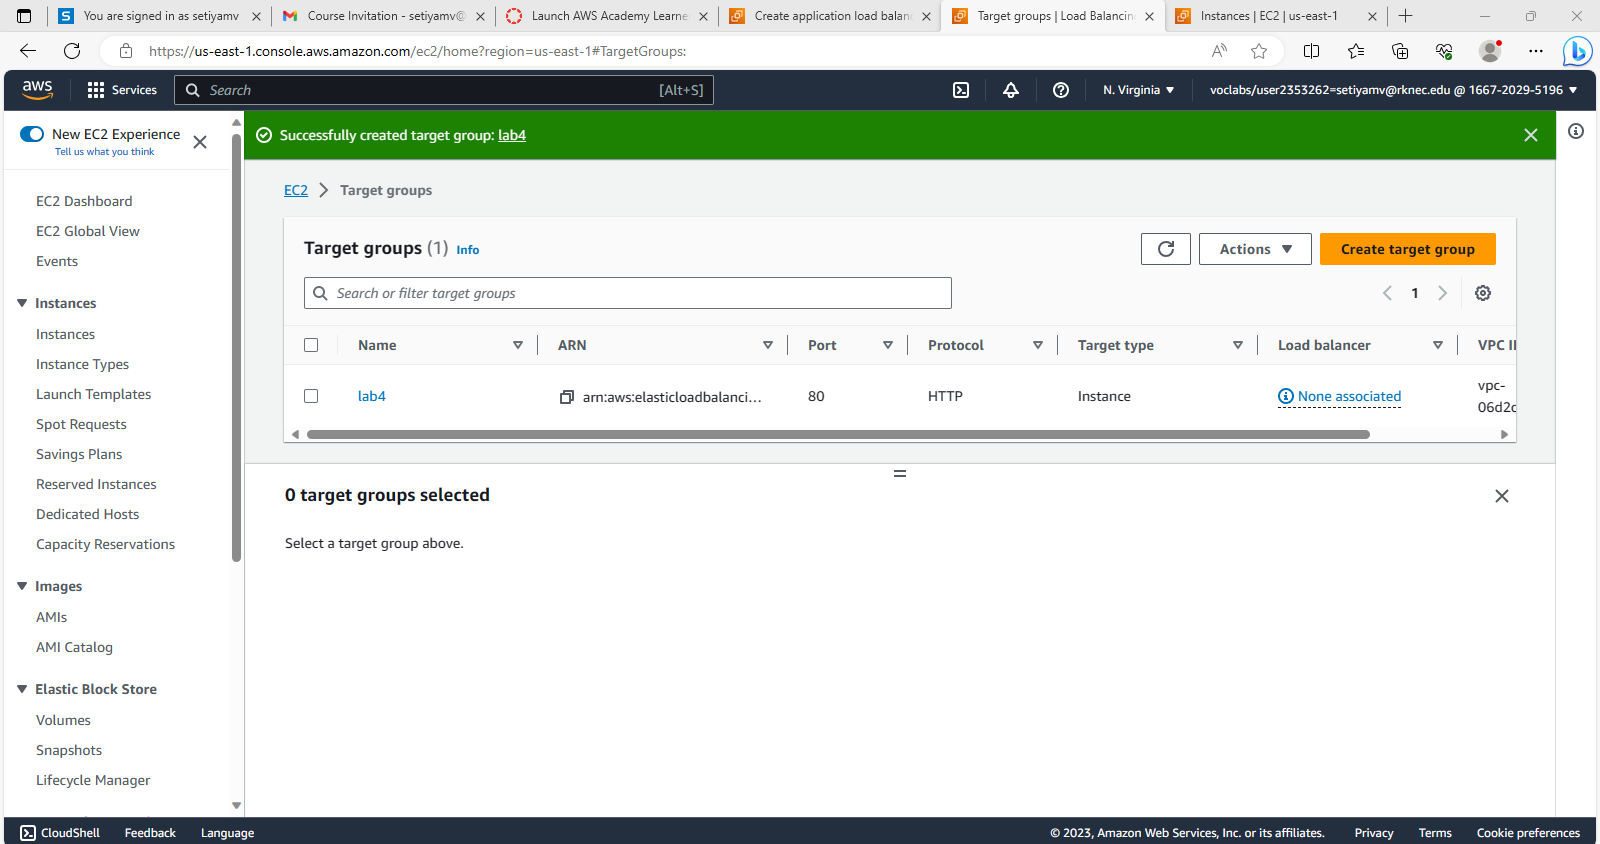 You are signed in as setiyamv
Course Invitation - setiyamv@
Launch AWS Academy Learne
Create application load balan
Target groups | Load Balancin
Instances | EC2 | us-east-1
https://us-east-1.console.aws.amazon.com/ec2/home?region=us-east-1#TargetGroups:
aws
Services
Search
[Alt+S]
N. Virginia
voclabs/user2353262=setiyamv@rknec.edu @ 1667-2029-5196
New EC2 Experience
Tell us what you think
EC2 Dashboard
EC2 Global View
Events
Instances
Instances
Instance Types
Launch Templates
Spot Requests
Savings Plans
Reserved Instances
Dedicated Hosts
Capacity Reservations
Images
AMIs
AMI Catalog
Elastic Block Store
Volumes
Snapshots
Lifecycle Manager
Successfully created target group: lab4
EC2 > Target groups
Target groups (1) Info
Actions
Create target group
Search or filter target groups
1
Name ARN Port Protocol Target type Load balancer VPC II
lab4 arn:aws:elasticloadbalanci... 80 HTTP Instance None associated vpc-
06d2c
0 target groups selected
Select a target group above.
CloudShell Feedback Language
© 2023, Amazon Web Services, Inc. or its affiliates. Privacy Terms Cookie preferences